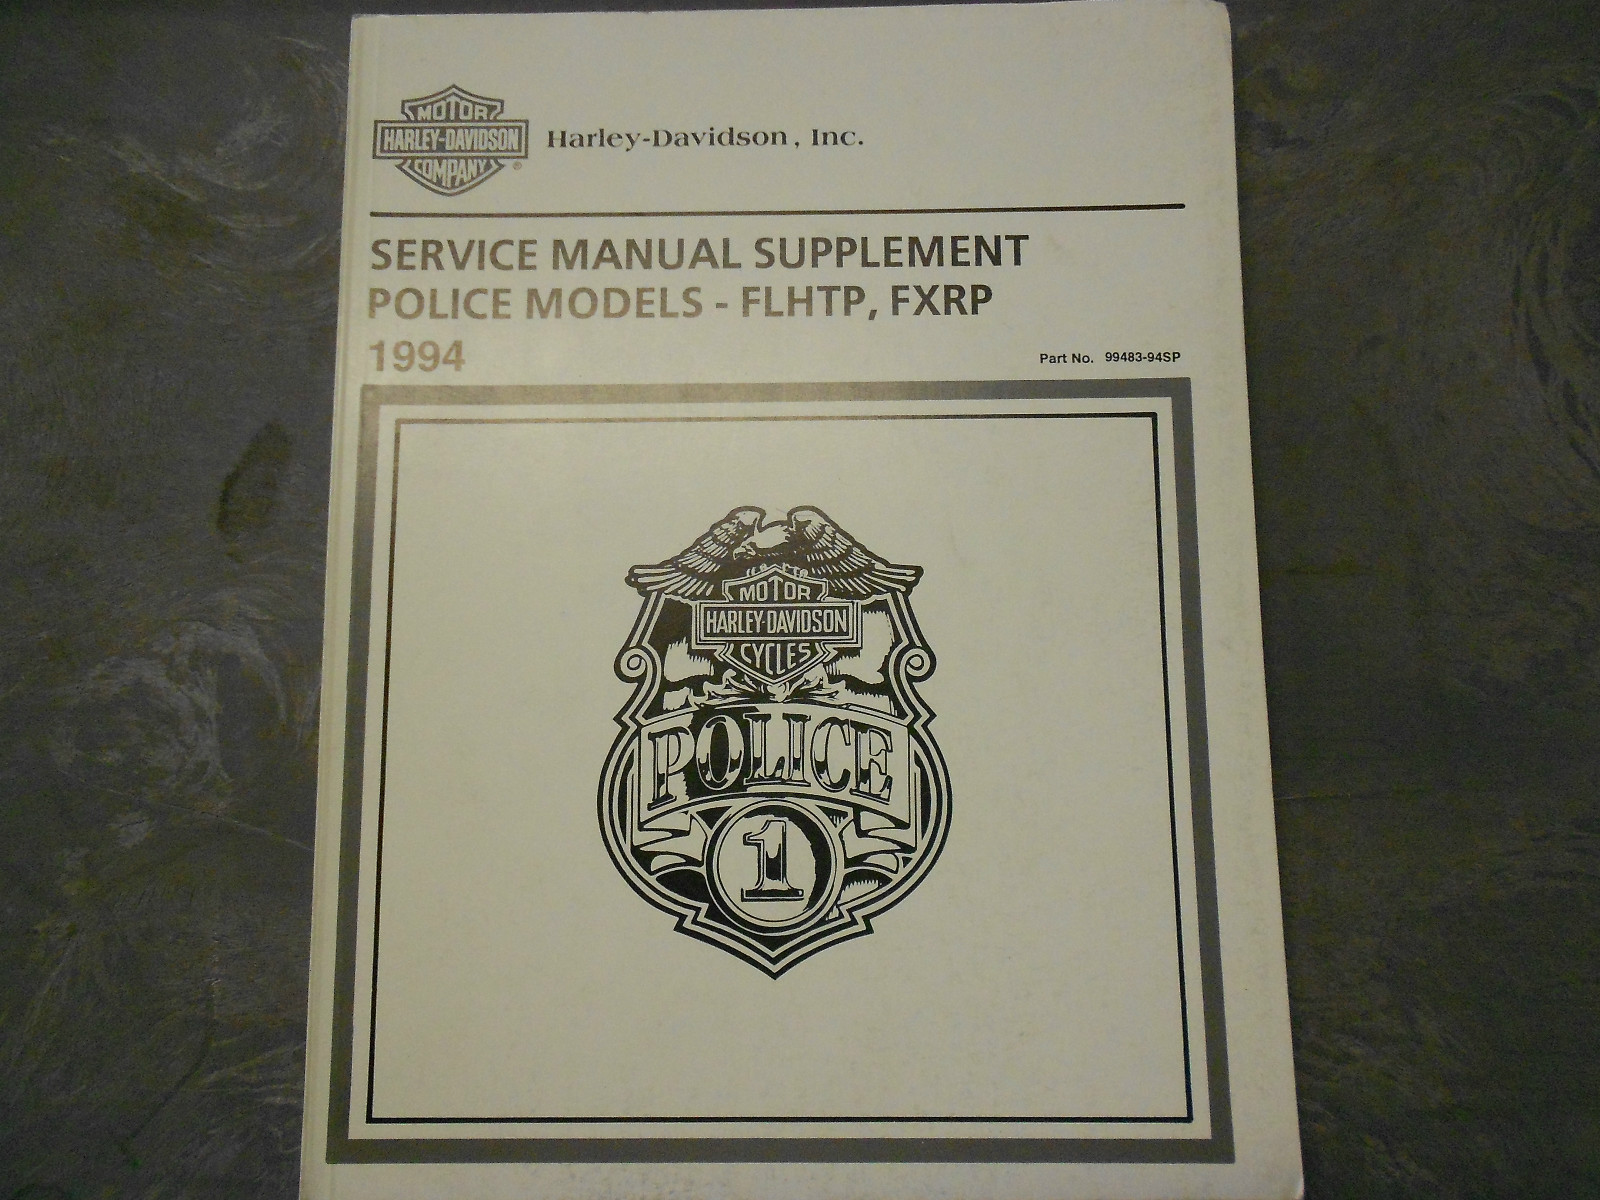 MOTOR
HARLEY-DAVIDSON
COMPANY
®
Harley-Davidson, Inc.
SERVICE MANUAL SUPPLEMENT
POLICE MODELS - FLHTP, FXRP
1994
Part No. 99483-94SP
MOTOR
HARLEY-DAVIDSON
CYCLES
POLICE
1